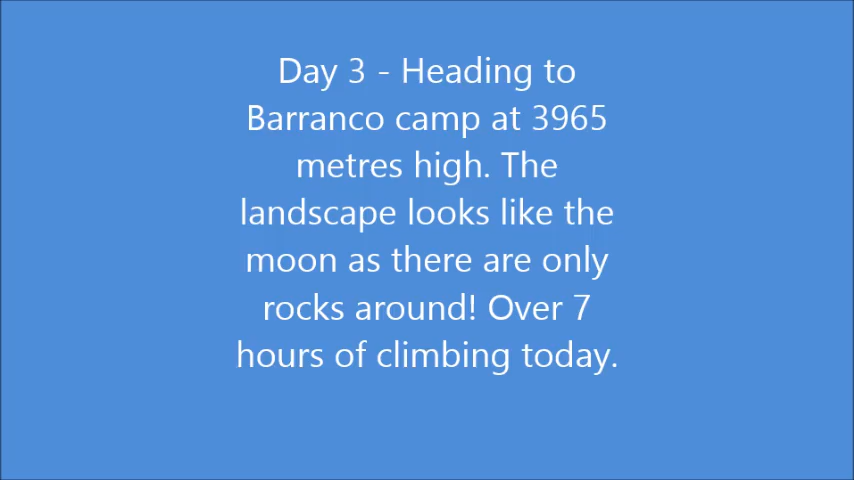 Day 3 - Heading to
Barranco camp at 3965
metres high. The
landscape looks like the
moon as there are only
rocks around! Over 7
hours of climbing today.